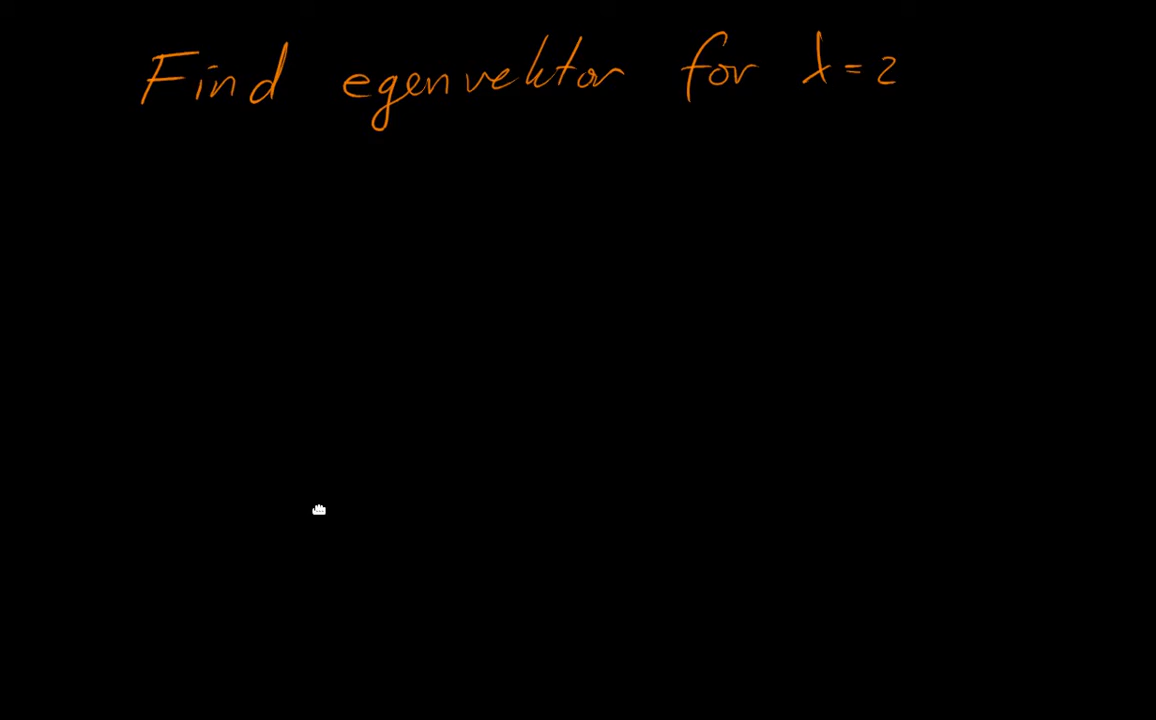 Find egenvektor for λ = 2